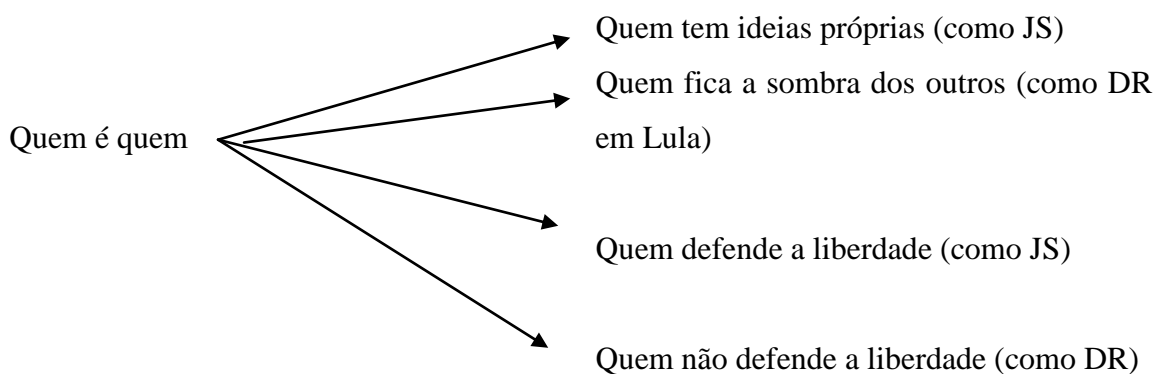 Quem tem ideias próprias (como JS)
Quem fica a sombra dos outros (como DR
em Lula)
Quem é quem
Quem defende a liberdade (como JS)
Quem não defende a liberdade (como DR)